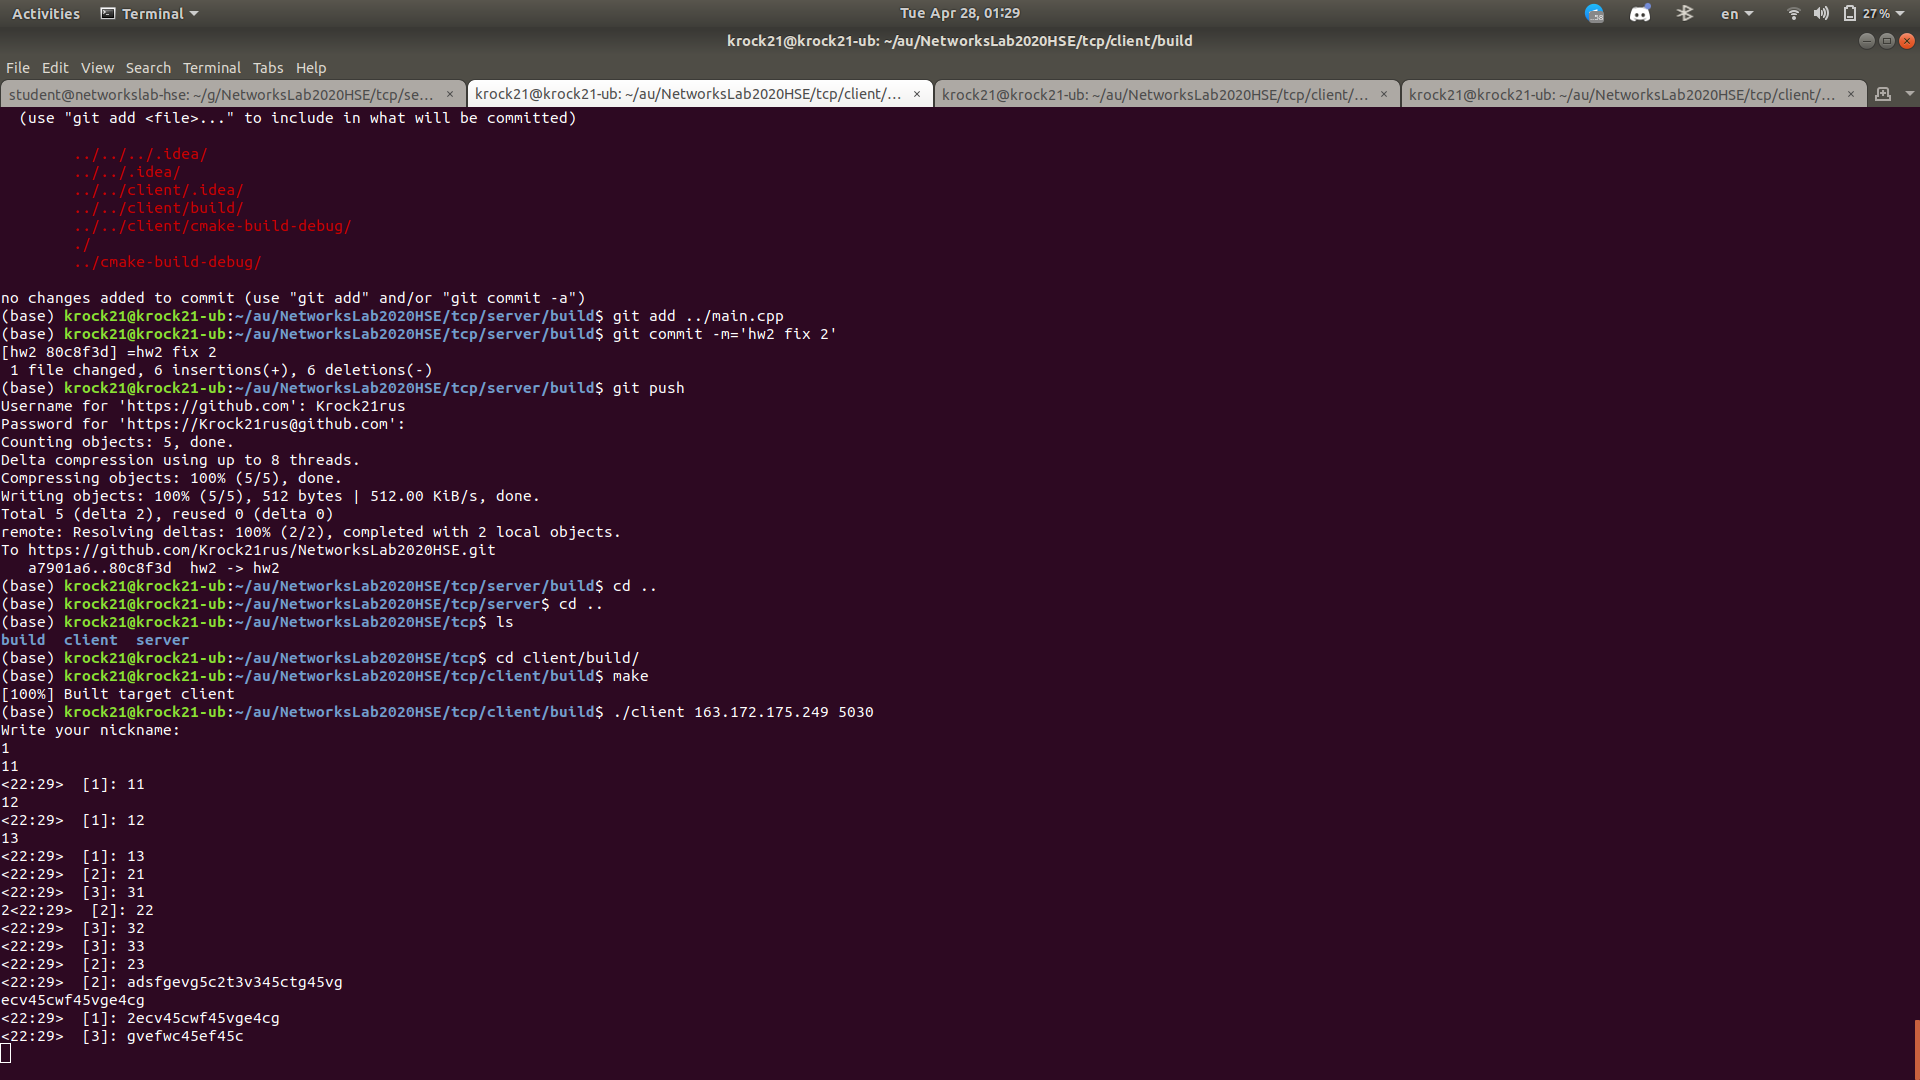 Activities Terminal Tue Apr 28, 01:29 58 en 27%
krock21@krock21-ub: ~/au/NetworksLab2020HSE/tcp/client/build
File Edit View Search Terminal Tabs Help
student@networkslab-hse: ~/g/NetworksLab2020HSE/tcp/se... × krock21@krock21-ub: ~/au/NetworksLab2020HSE/tcp/client/... × krock21@krock21-ub: ~/au/NetworksLab2020HSE/tcp/client/... × krock21@krock21-ub: ~/au/NetworksLab2020HSE/tcp/client/... ×
(use "git add <file>..." to include in what will be committed)
../../../.idea/
../../.idea/
../../client/.idea/
../../client/build/
../../client/cmake-build-debug/
./
../cmake-build-debug/
no changes added to commit (use "git add" and/or "git commit -a")
(base) krock21@krock21-ub:~/au/NetworksLab2020HSE/tcp/server/build$ git add ../main.cpp
(base) krock21@krock21-ub:~/au/NetworksLab2020HSE/tcp/server/build$ git commit -m='hw2 fix 2'
[hw2 80c8f3d] =hw2 fix 2
1 file changed, 6 insertions(+), 6 deletions(-)
(base) krock21@krock21-ub:~/au/NetworksLab2020HSE/tcp/server/build$ git push
Username for 'https://github.com': Krock21rus
Password for 'https://Krock21rus@github.com':
Counting objects: 5, done.
Delta compression using up to 8 threads.
Compressing objects: 100% (5/5), done.
Writing objects: 100% (5/5), 512 bytes | 512.00 KiB/s, done.
Total 5 (delta 2), reused 0 (delta 0)
remote: Resolving deltas: 100% (2/2), completed with 2 local objects.
To https://github.com/Krock21rus/NetworksLab2020HSE.git
a7901a6..80c8f3d hw2 -> hw2
(base) krock21@krock21-ub:~/au/NetworksLab2020HSE/tcp/server/build$ cd ..
(base) krock21@krock21-ub:~/au/NetworksLab2020HSE/tcp/server$ cd ..
(base) krock21@krock21-ub:~/au/NetworksLab2020HSE/tcp$ ls
build client server
(base) krock21@krock21-ub:~/au/NetworksLab2020HSE/tcp$ cd client/build/
(base) krock21@krock21-ub:~/au/NetworksLab2020HSE/tcp/client/build$ make
[100%] Built target client
(base) krock21@krock21-ub:~/au/NetworksLab2020HSE/tcp/client/build$ ./client 163.172.175.249 5030
Write your nickname:
1
11
<22:29> [1]: 11
12
<22:29> [1]: 12
13
<22:29> [1]: 13
<22:29> [2]: 21
<22:29> [3]: 31
2<22:29> [2]: 22
<22:29> [3]: 32
<22:29> [3]: 33
<22:29> [2]: 23
<22:29> [2]: adsfgevg5c2t3v345ctg45vg
ecv45cwf45vge4cg
<22:29> [1]: 2ecv45cwf45vge4cg
<22:29> [3]: gvefwc45ef45c